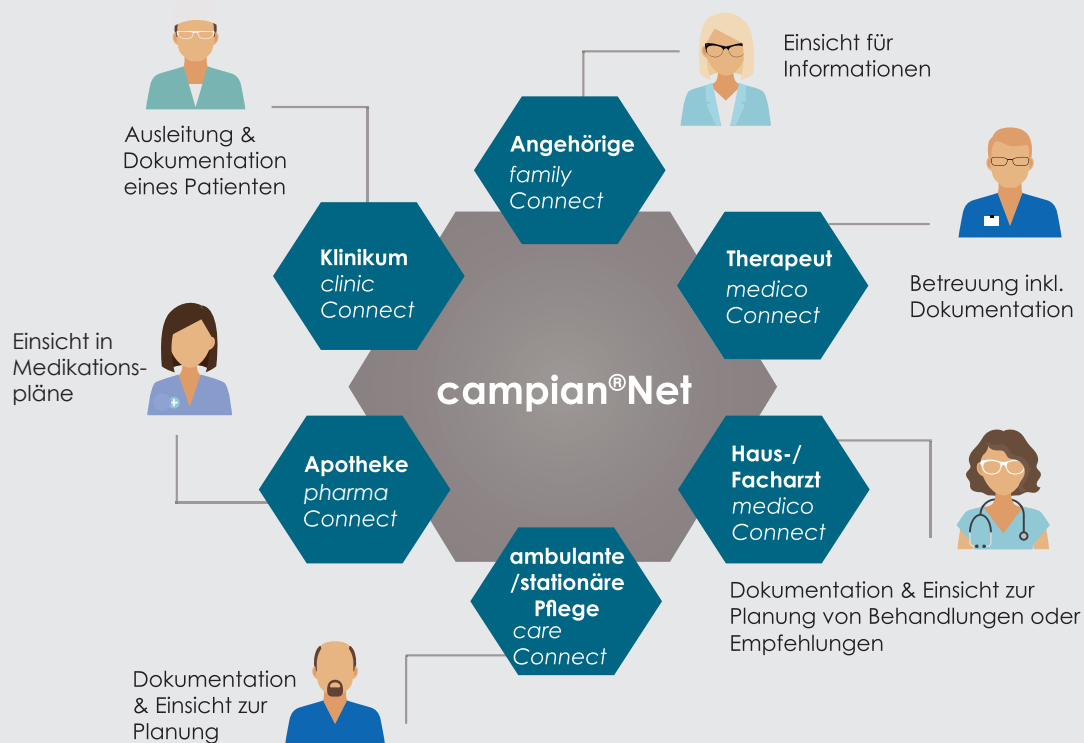 Einsicht für
Informationen
Ausleitung &
Dokumentation
eines Patienten
Angehörige
family
Connect
Klinikum
clinic
Connect
Therapeut
medico
Connect
Betreuung inkl.
Dokumentation
Einsicht in
Medikations-
pläne
campian®Net
Apotheke
pharma
Connect
Haus-/
Facharzt
medico
Connect
ambulante
/stationäre
Pflege
care
Connect
Dokumentation & Einsicht zur
Planung von Behandlungen oder
Empfehlungen
Dokumentation
& Einsicht zur
Planung